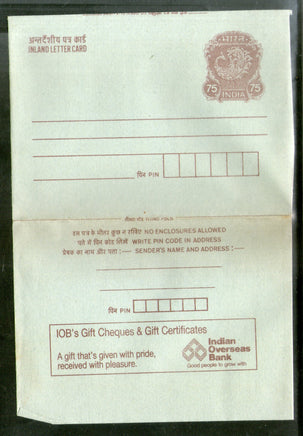 अन्तर्देशीय पत्र कार्ड
INLAND LETTER CARD
भारत
75 75
INDIA
पिन PIN
इस पत्र के भीतर कुछ न रखिए NO ENCLOSURES ALLOWED
पते में पिन कोड लिखें WRITE PIN CODE IN ADDRESS
प्रेषक का नाम और पता :— SENDER'S NAME AND ADDRESS :—
पिन PIN
IOB's Gift Cheques & Gift Certificates
A gift that's given with pride,
received with pleasure.
Indian
Overseas
Bank
Good people to grow with